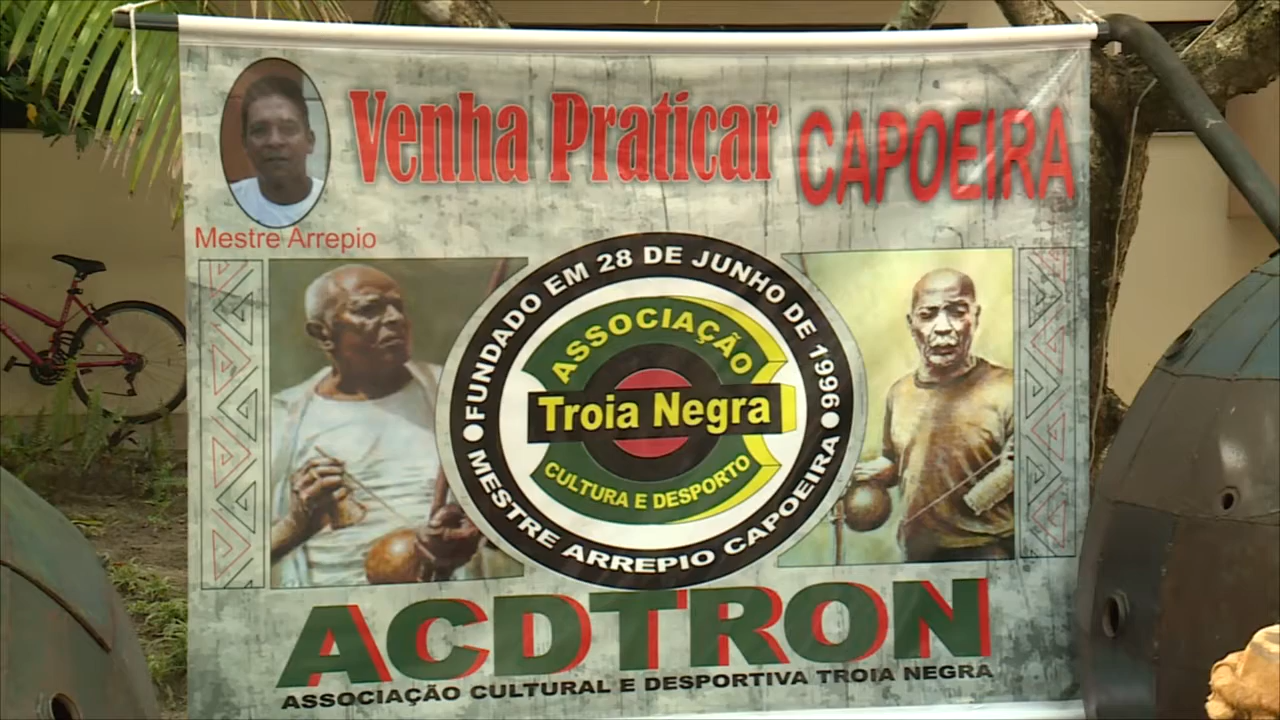 Venha Praticar CAPOEIRA
Mestre Arrepio
FUNDADO EM 28 DE JUNHO DE 1996
ASSOCIAÇÃO
Troia Negra
CULTURA E DESPORTO
MESTRE ARREPIO CAPOEIRA
ACDTRON
ASSOCIAÇÃO CULTURAL E DESPORTIVA TROIA NEGRA